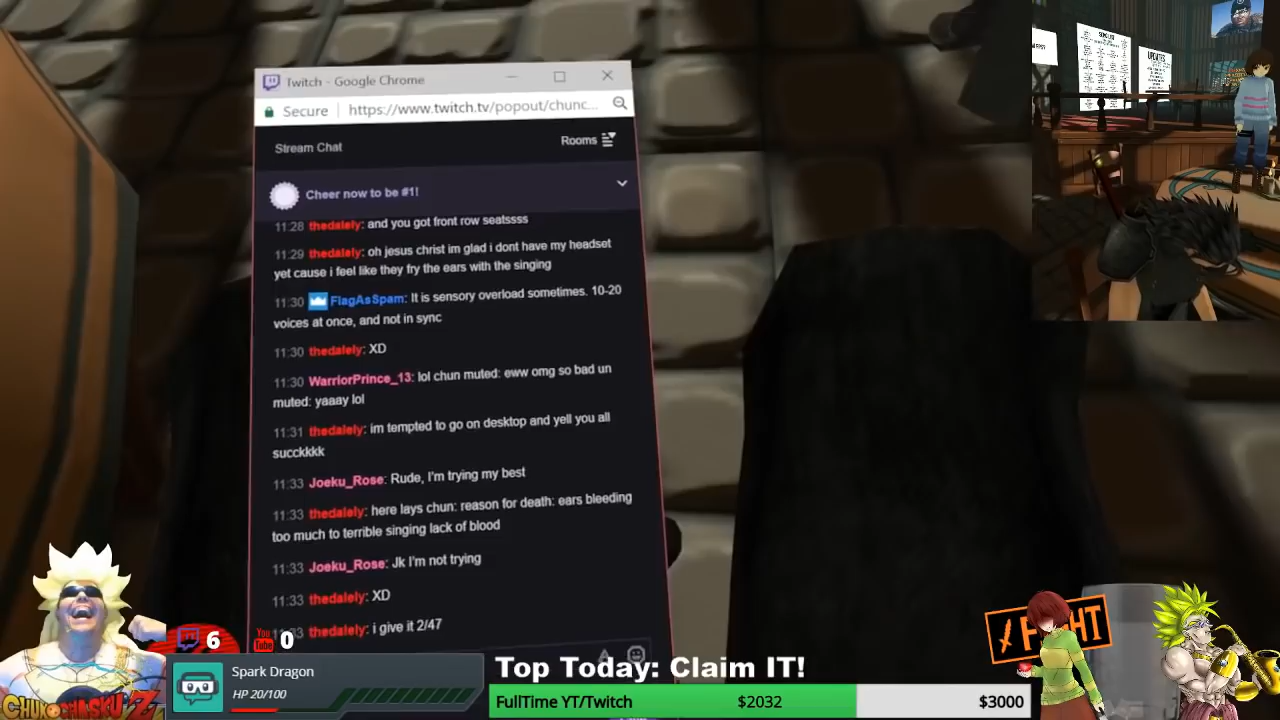 Twitch - Google Chrome
Secure | https://www.twitch.tv/popout/chunc...
Stream Chat
Rooms
Cheer now to be #1!
11:28 thedalely: and you got front row seatssss
11:29 thedalely: oh jesus christ im glad i dont have my headset
yet cause i feel like they fry the ears with the singing
11:30 FlagAsSpam: It is sensory overload sometimes. 10-20
voices at once, and not in sync
11:30 thedalely: XD
11:30 WarriorPrince_13: lol chun muted: eww omg so bad un
muted: yaaay lol
11:31 thedalely: im tempted to go on desktop and yell you all
succkkkk
11:33 Joeku_Rose: Rude, I'm trying my best
11:33 thedalely: here lays chun: reason for death: ears bleeding
too much to terrible singing lack of blood
11:33 Joeku_Rose: Jk I'm not trying
11:33 thedalely: XD
11:33 thedalely: i give it 2/47
SONG LIST
UPDATES
6
You Tube 0
Spark Dragon
HP 20/100
Top Today: Claim IT!
FullTime YT/Twitch $2032 $3000